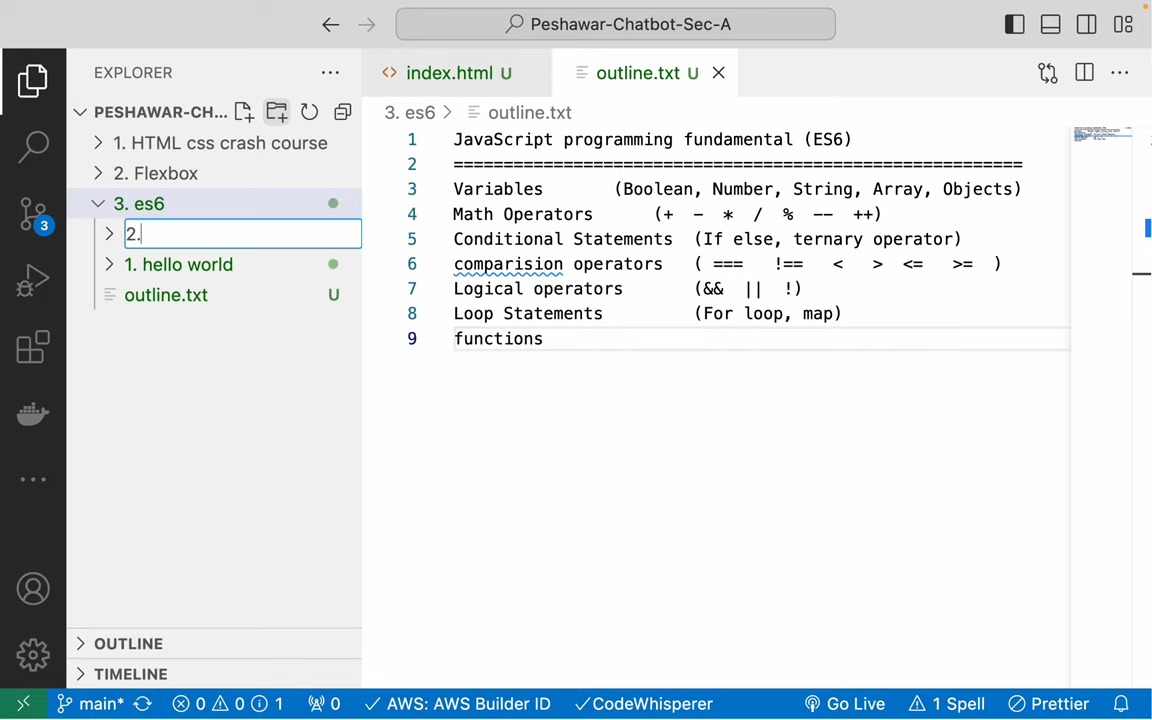 Peshawar-Chatbot-Sec-A
EXPLORER
PESHAWAR-CH...
1. HTML css crash course
2. Flexbox
3. es6
2.
1. hello world
outline.txt U
OUTLINE
TIMELINE
index.html U
outline.txt U
3. es6 > outline.txt
1 JavaScript programming fundamental (ES6)
2 =========================================================
3 Variables (Boolean, Number, String, Array, Objects)
4 Math Operators (+ - * / % -- ++)
5 Conditional Statements (If else, ternary operator)
6 comparision operators ( === !== < > <= >= )
7 Logical operators (&& || !)
8 Loop Statements (For loop, map)
9 functions
3
main* 0 0 1 0 AWS: AWS Builder ID CodeWhisperer Go Live 1 Spell Prettier